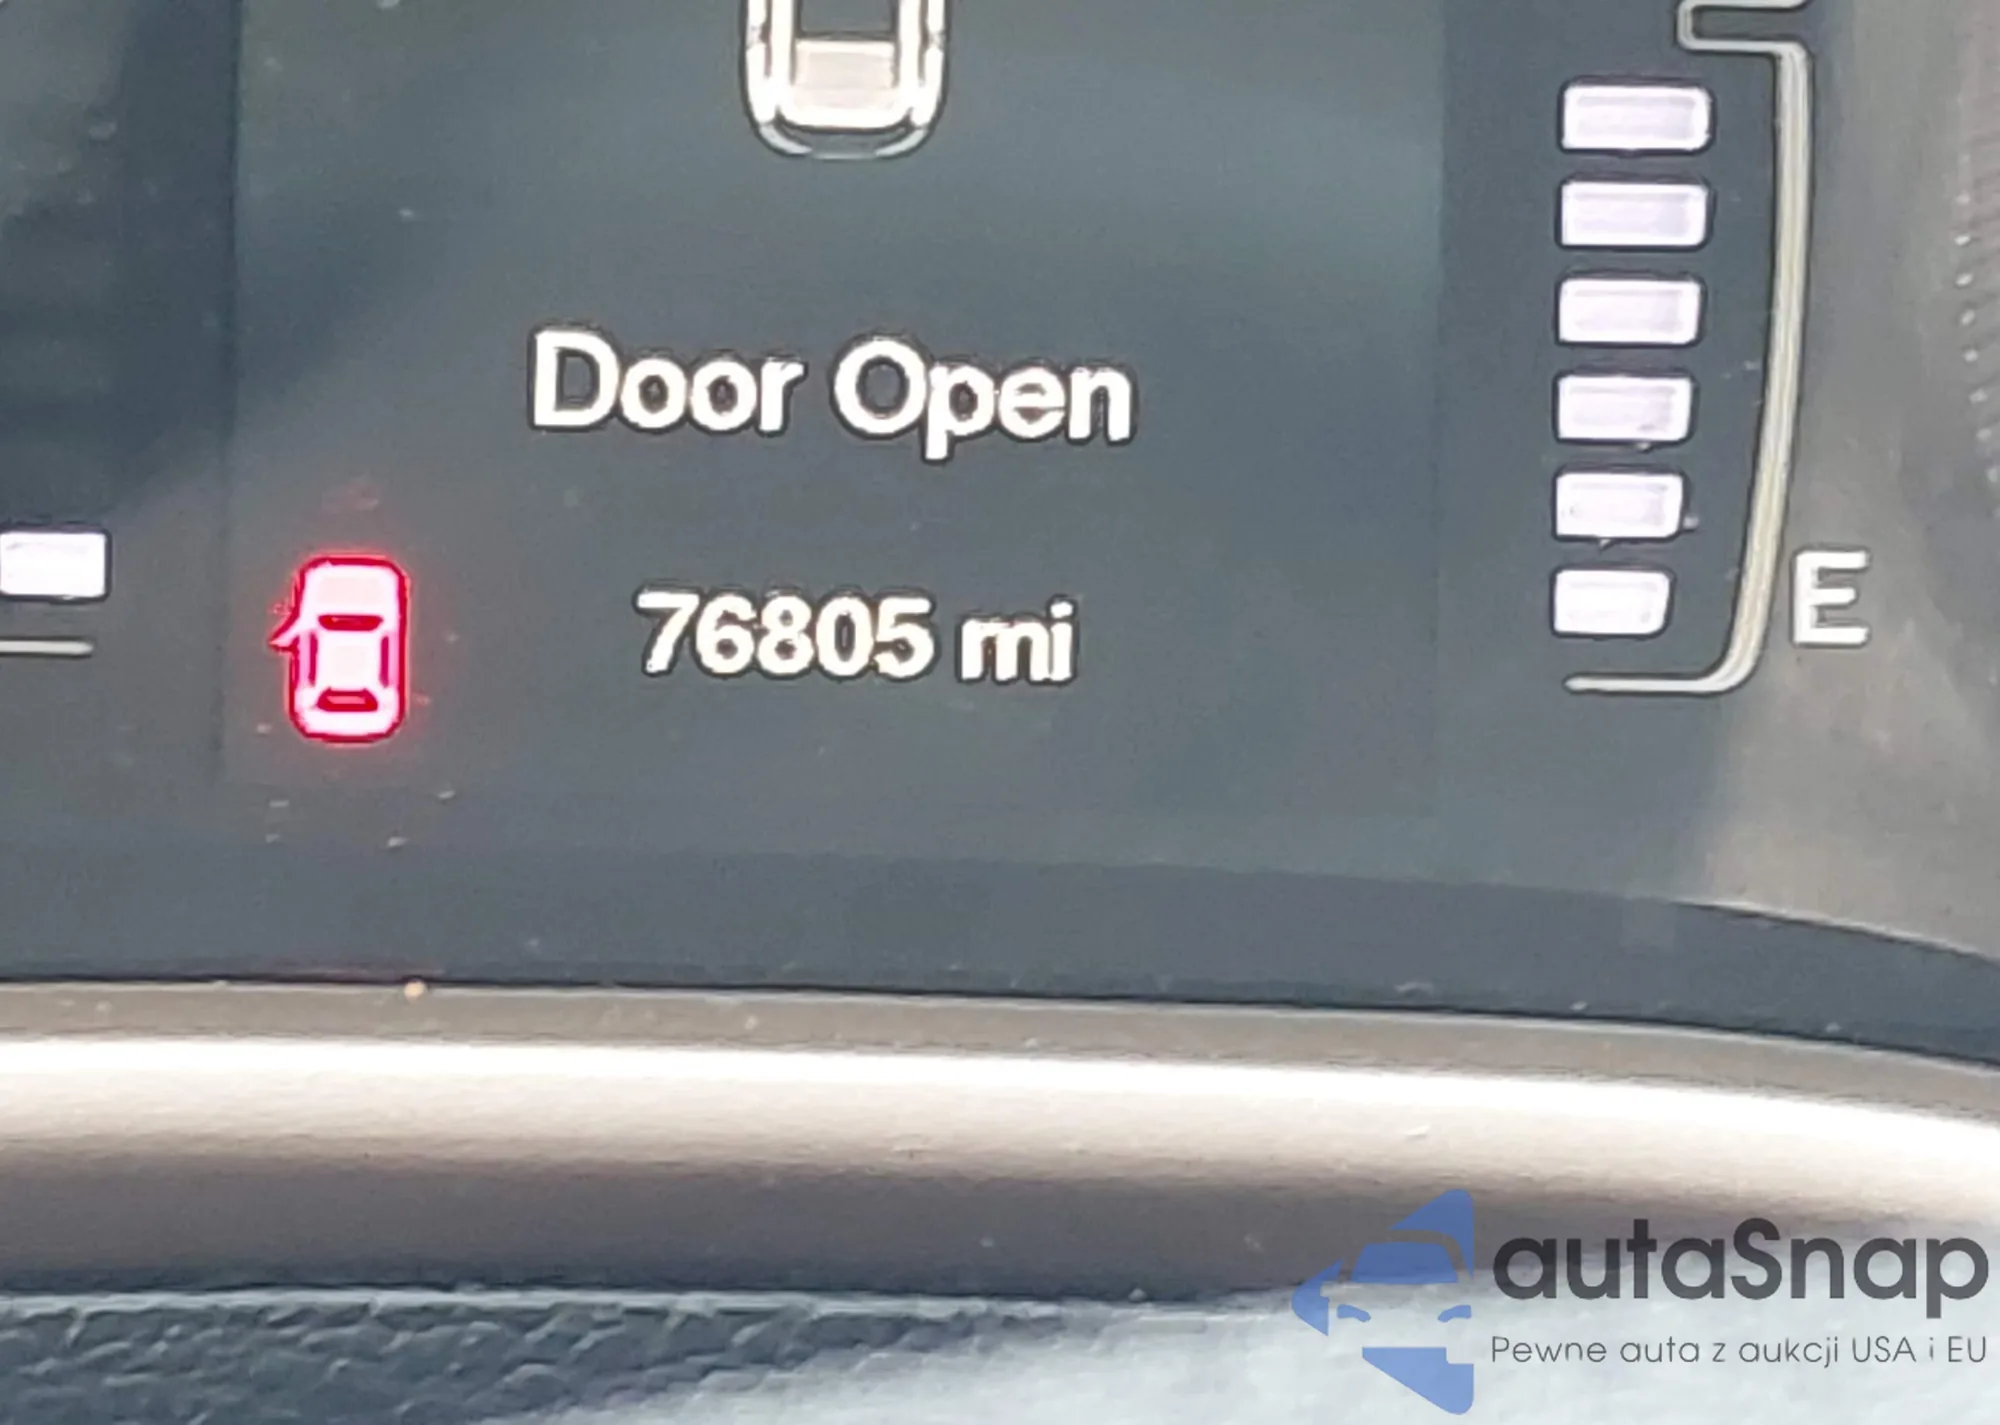 Door Open
76805 mi
E
autaSnap
Pewne auta z aukcji USA i EU